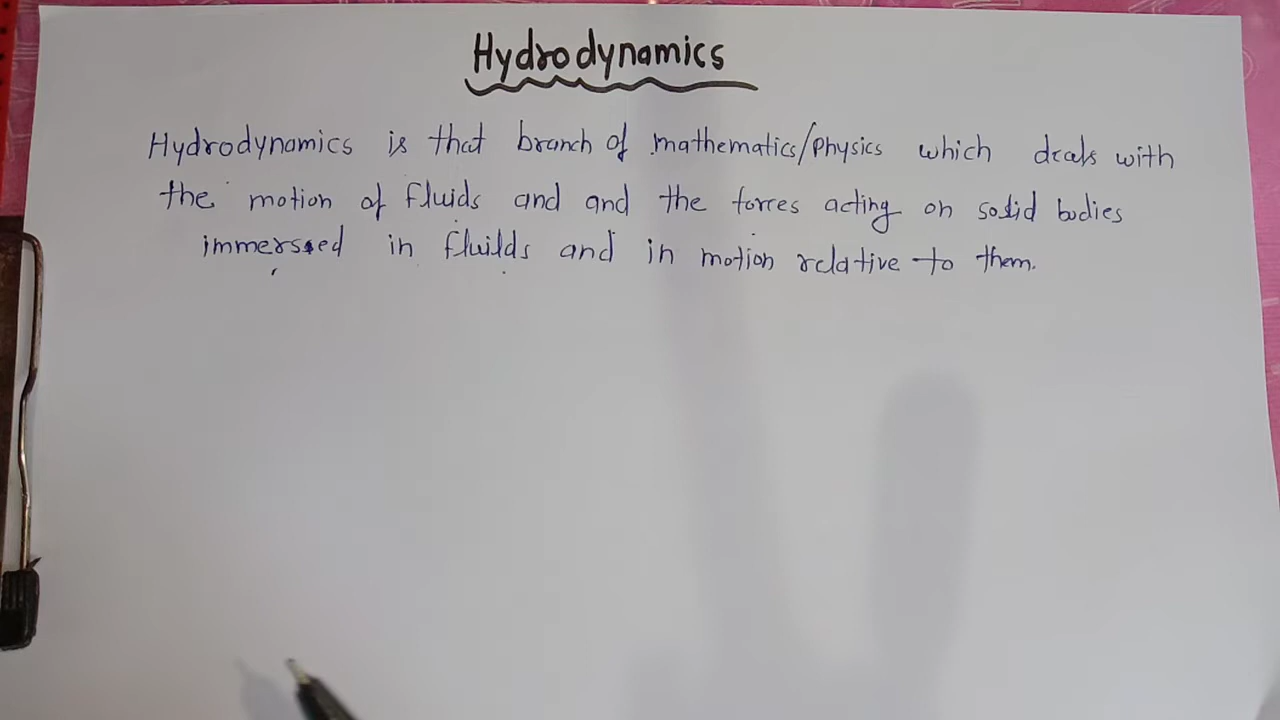 Hydrodynamics
Hydrodynamics is that branch of mathematics/Physics which deals with
the motion of fluids and and the forces acting on solid bodies
immersed in fluilds and in motion relative to them.